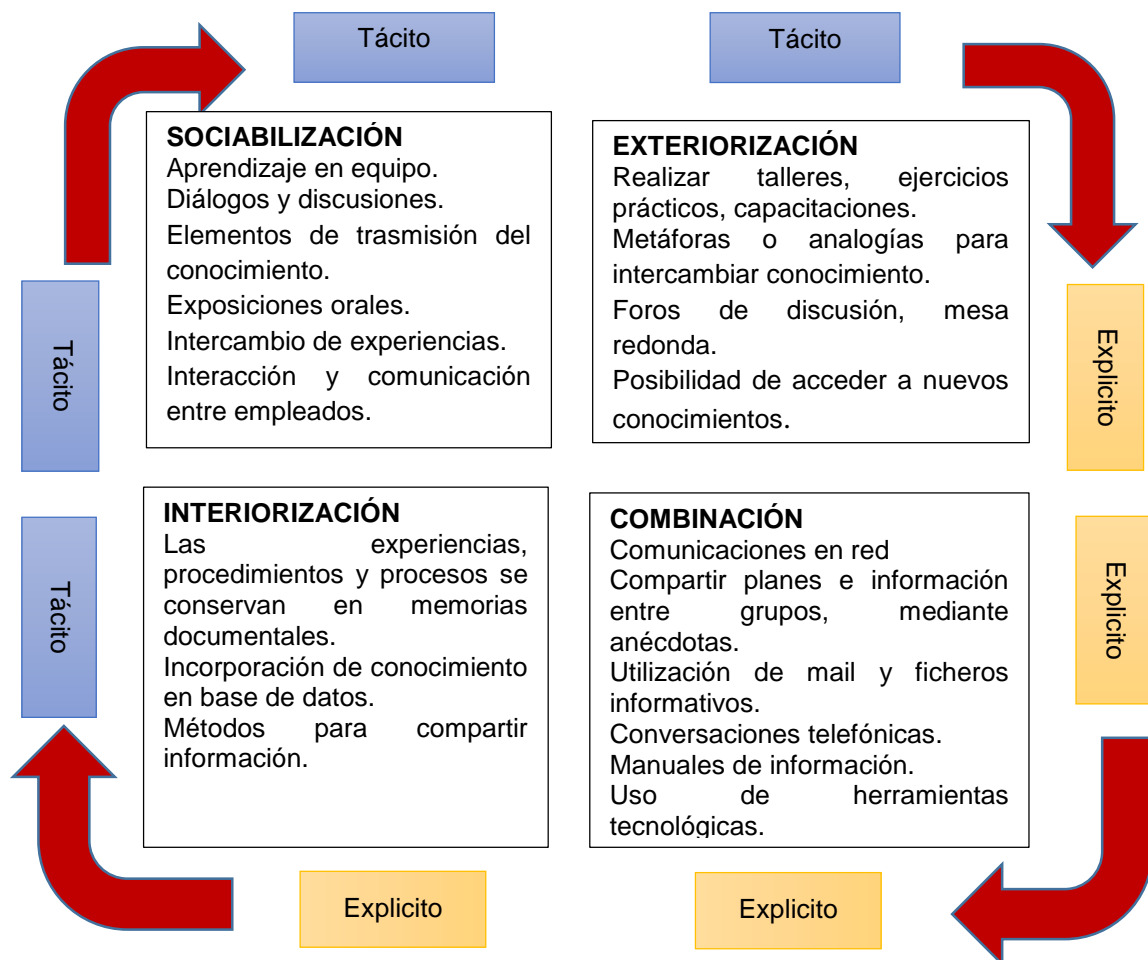 Tácito
Tácito
SOCIABILIZACIÓN
Aprendizaje en equipo.
Diálogos y discusiones.
Elementos de trasmisión del
conocimiento.
Exposiciones orales.
Intercambio de experiencias.
Interacción y comunicación
entre empleados.
EXTERIORIZACIÓN
Realizar talleres, ejercicios
prácticos, capacitaciones.
Metáforas o analogías para
intercambiar conocimiento.
Foros de discusión, mesa
redonda.
Posibilidad de acceder a nuevos
conocimientos.
Tácito
Explicito
INTERIORIZACIÓN
Las experiencias,
procedimientos y procesos se
conservan en memorias
documentales.
Incorporación de conocimiento
en base de datos.
Métodos para compartir
información.
COMBINACIÓN
Comunicaciones en red
Compartir planes e información
entre grupos, mediante
anécdotas.
Utilización de mail y ficheros
informativos.
Conversaciones telefónicas.
Manuales de información.
Uso de herramientas
tecnológicas.
Tácito
Explicito
Explicito
Explicito